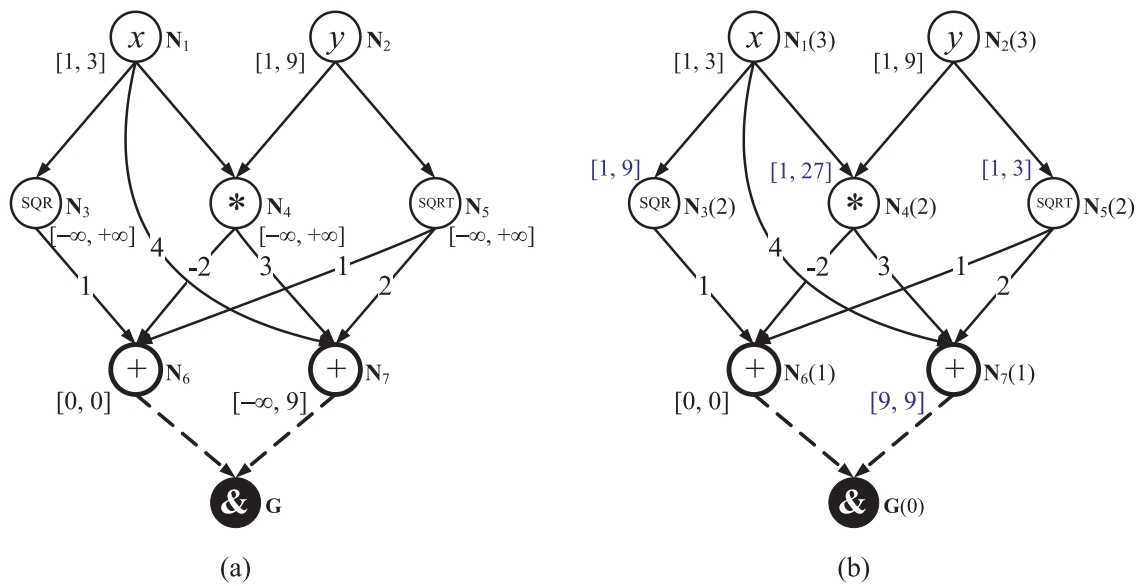 x N1
y N2
[1, 3]
[1, 9]
SQR N3
* N4
SQRT N5
[−∞, +∞]
[−∞, +∞]
[−∞, +∞]
4
-2
3
1
1
2
+ N6
+ N7
[0, 0]
[−∞, 9]
& G
(a)
x N1(3)
y N2(3)
[1, 3]
[1, 9]
[1, 9]
[1, 27]
[1, 3]
SQR N3(2)
* N4(2)
SQRT N5(2)
4
-2
3
1
1
2
+ N6(1)
+ N7(1)
[0, 0]
[9, 9]
& G(0)
(b)